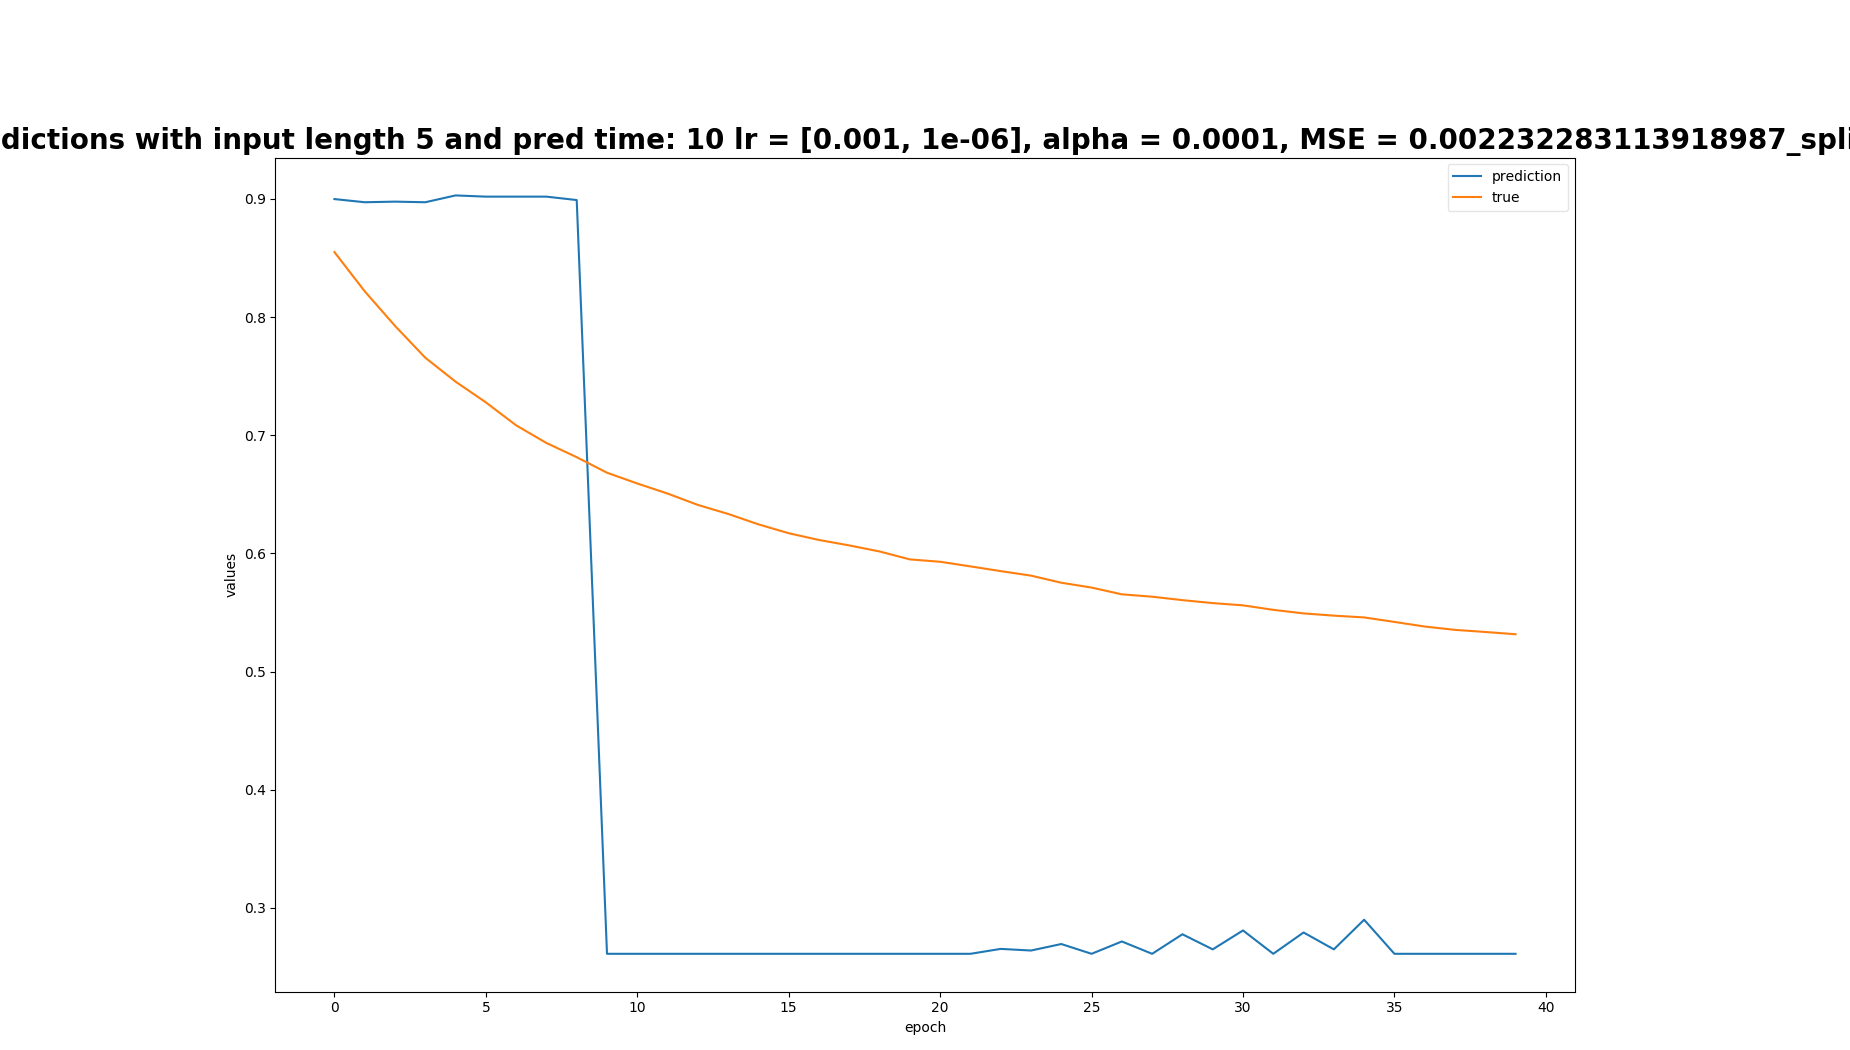 dictions with input length 5 and pred time: 10 lr = [0.001, 1e-06], alpha = 0.0001, MSE = 0.002232283113918987_spli
prediction
true
0.9
0.8
0.7
0.6
0.5
0.4
0.3
values
0 5 10 15 20 25 30 35 40
epoch